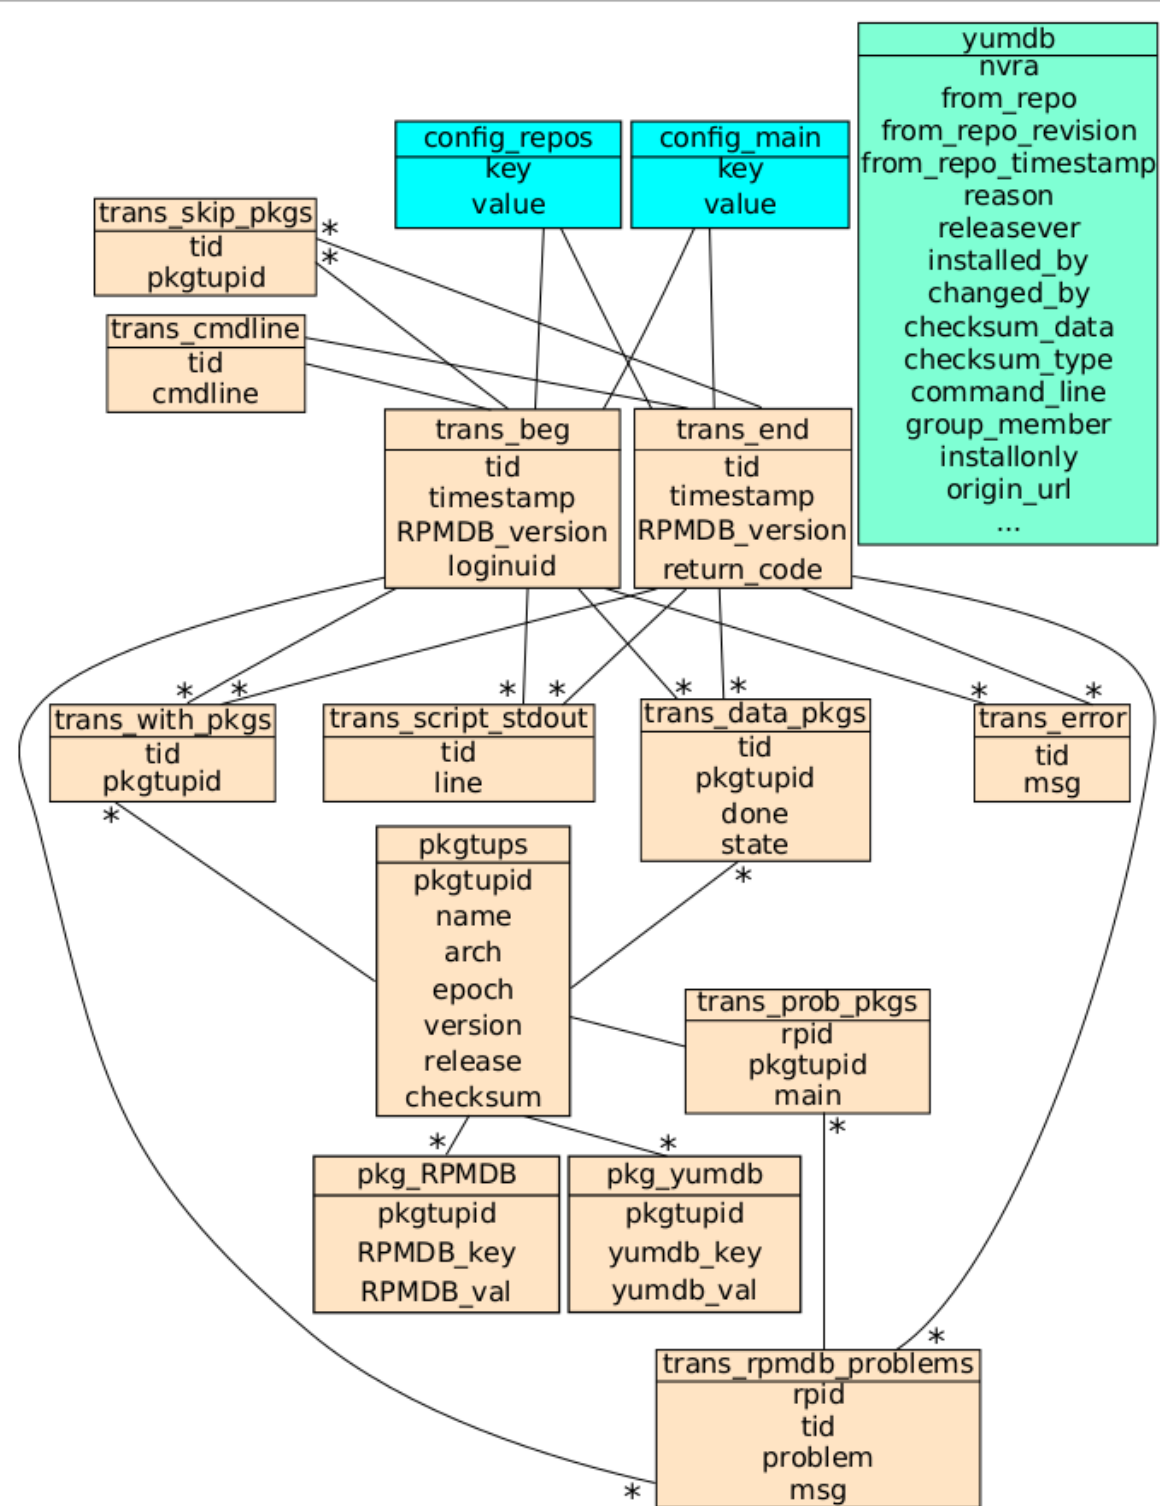 yumdb
nvra
from_repo
from_repo_revision
from_repo_timestamp
reason
releasever
installed_by
changed_by
checksum_data
checksum_type
command_line
group_member
installonly
origin_url
...
config_repos
key
value
config_main
key
value
trans_skip_pkgs
*
tid
*
pkgtupid
trans_cmdline
tid
cmdline
trans_beg
tid
timestamp
RPMDB_version
loginuid
trans_end
tid
timestamp
RPMDB_version
return_code
* *
trans_with_pkgs
tid
pkgtupid
*
* *
trans_script_stdout
tid
line
* *
trans_data_pkgs
tid
pkgtupid
done
state
*
* *
trans_error
tid
msg
pkgtups
pkgtupid
name
arch
epoch
version
release
checksum
trans_prob_pkgs
rpid
pkgtupid
main
*
*
pkg_RPMDB
pkgtupid
RPMDB_key
RPMDB_val
*
pkg_yumdb
pkgtupid
yumdb_key
yumdb_val
*
trans_rpmdb_problems
rpid
tid
problem
msg
*